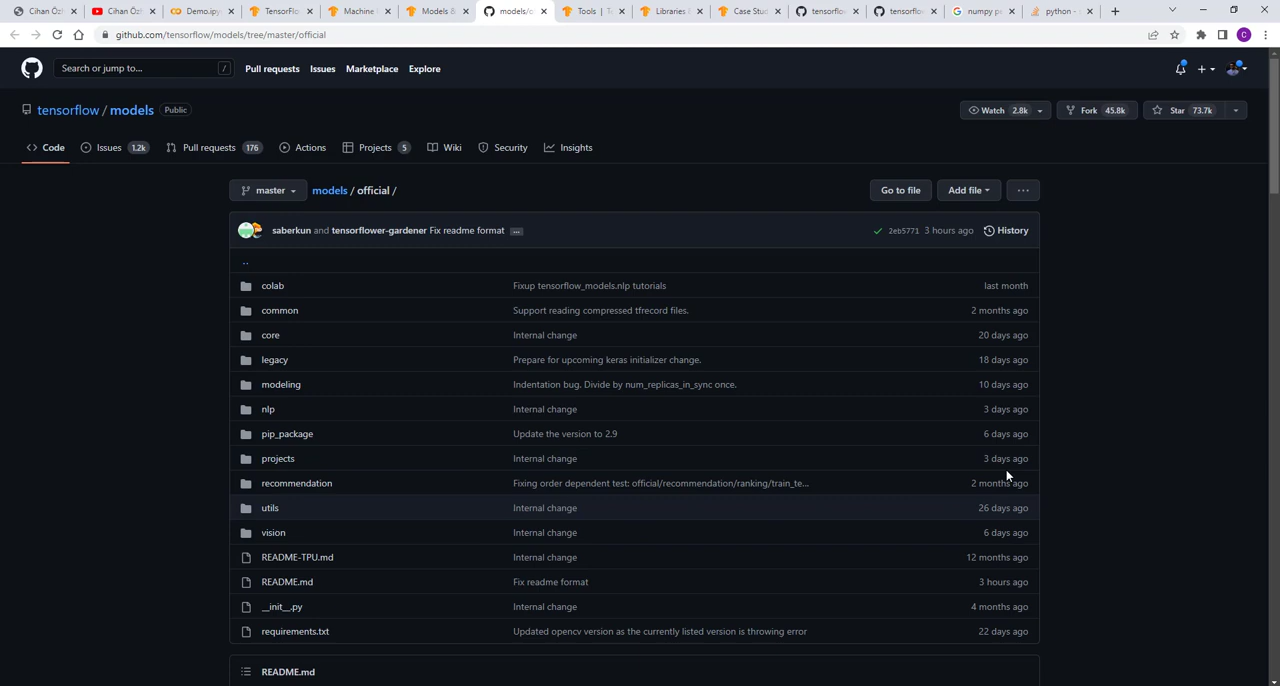 Cihan Özh
Cihan Özh
Demo.ipyn
TensorFlo
Machine L
Models &
models/o
Tools | Te
Libraries &
Case Stud
tensorflow
tensorflow
numpy pe
python - s
github.com/tensorflow/models/tree/master/official
C
Search or jump to... /
Pull requests Issues Marketplace Explore
tensorflow / models Public
Watch 2.8k
Fork 45.8k
Star 73.7k
Code
Issues 1.2k
Pull requests 176
Actions
Projects 5
Wiki
Security
Insights
master
models / official /
Go to file
Add file
...
saberkun and tensorflower-gardener Fix readme format ...
2eb5771 3 hours ago
History
..
colab Fixup tensorflow_models.nlp tutorials last month
common Support reading compressed tfrecord files. 2 months ago
core Internal change 20 days ago
legacy Prepare for upcoming keras initializer change. 18 days ago
modeling Indentation bug. Divide by num_replicas_in_sync once. 10 days ago
nlp Internal change 3 days ago
pip_package Update the version to 2.9 6 days ago
projects Internal change 3 days ago
recommendation Fixing order dependent test: official/recommendation/ranking/train_te... 2 months ago
utils Internal change 26 days ago
vision Internal change 6 days ago
README-TPU.md Internal change 12 months ago
README.md Fix readme format 3 hours ago
__init__.py Internal change 4 months ago
requirements.txt Updated opencv version as the currently listed version is throwing error 22 days ago
README.md